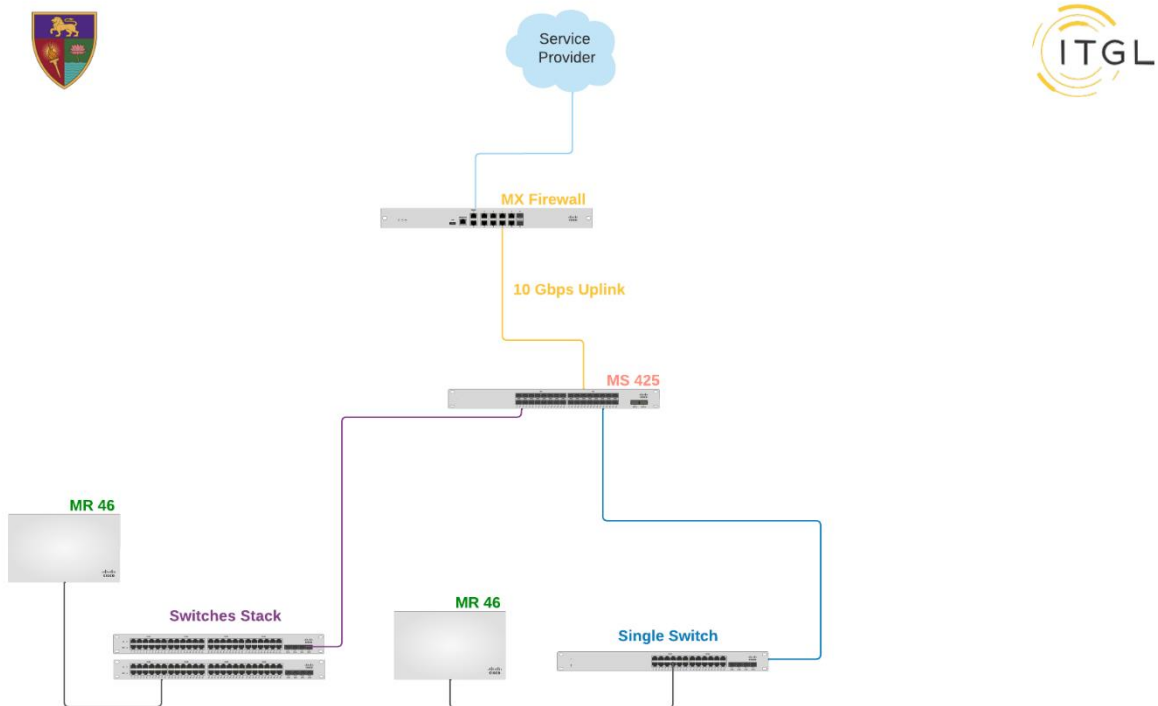 Service
Provider
ITGL
MX Firewall
10 Gbps Uplink
MS 425
MR 46
Switches Stack
MR 46
Single Switch